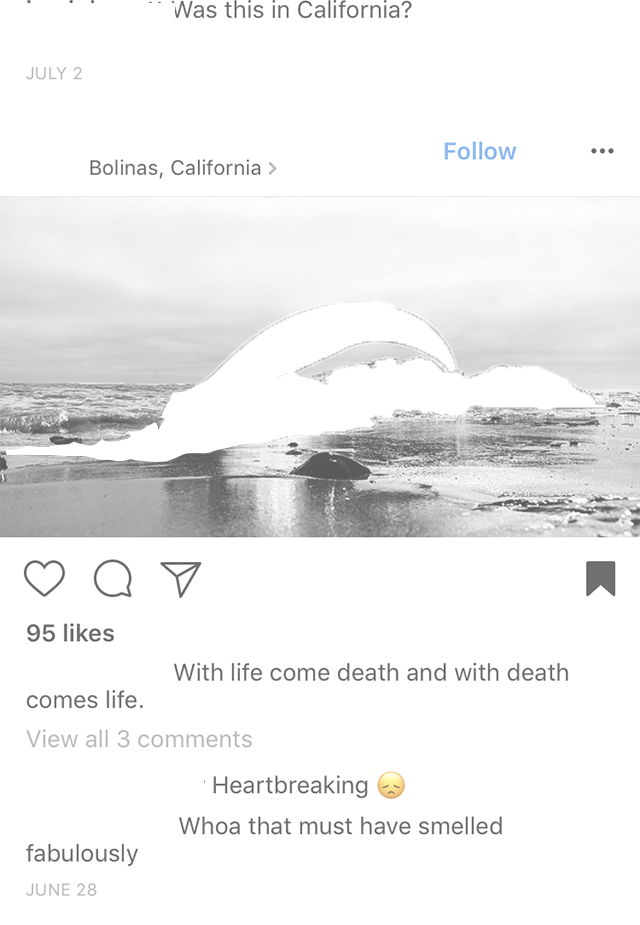 Was this in California?
JULY 2
Follow
Bolinas, California
95 likes
With life come death and with death
comes life.
View all 3 comments
Heartbreaking 😞
Whoa that must have smelled
fabulously
JUNE 28